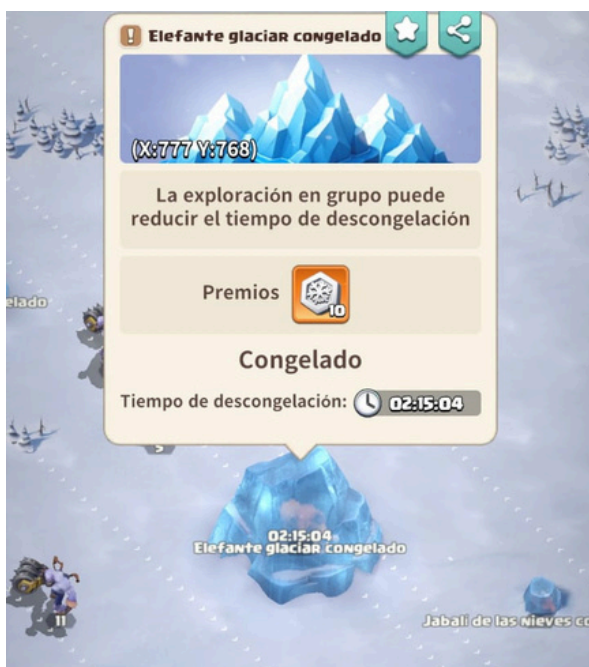 Elefante glaciar congelado
(X:777 Y:768)
La exploración en grupo puede
reducir el tiempo de descongelación
Premios
10
elado
Congelado
Tiempo de descongelación: 02:15:04
5
02:15:04
Elefante glaciar congelado
11
Jabalí de las nieves co